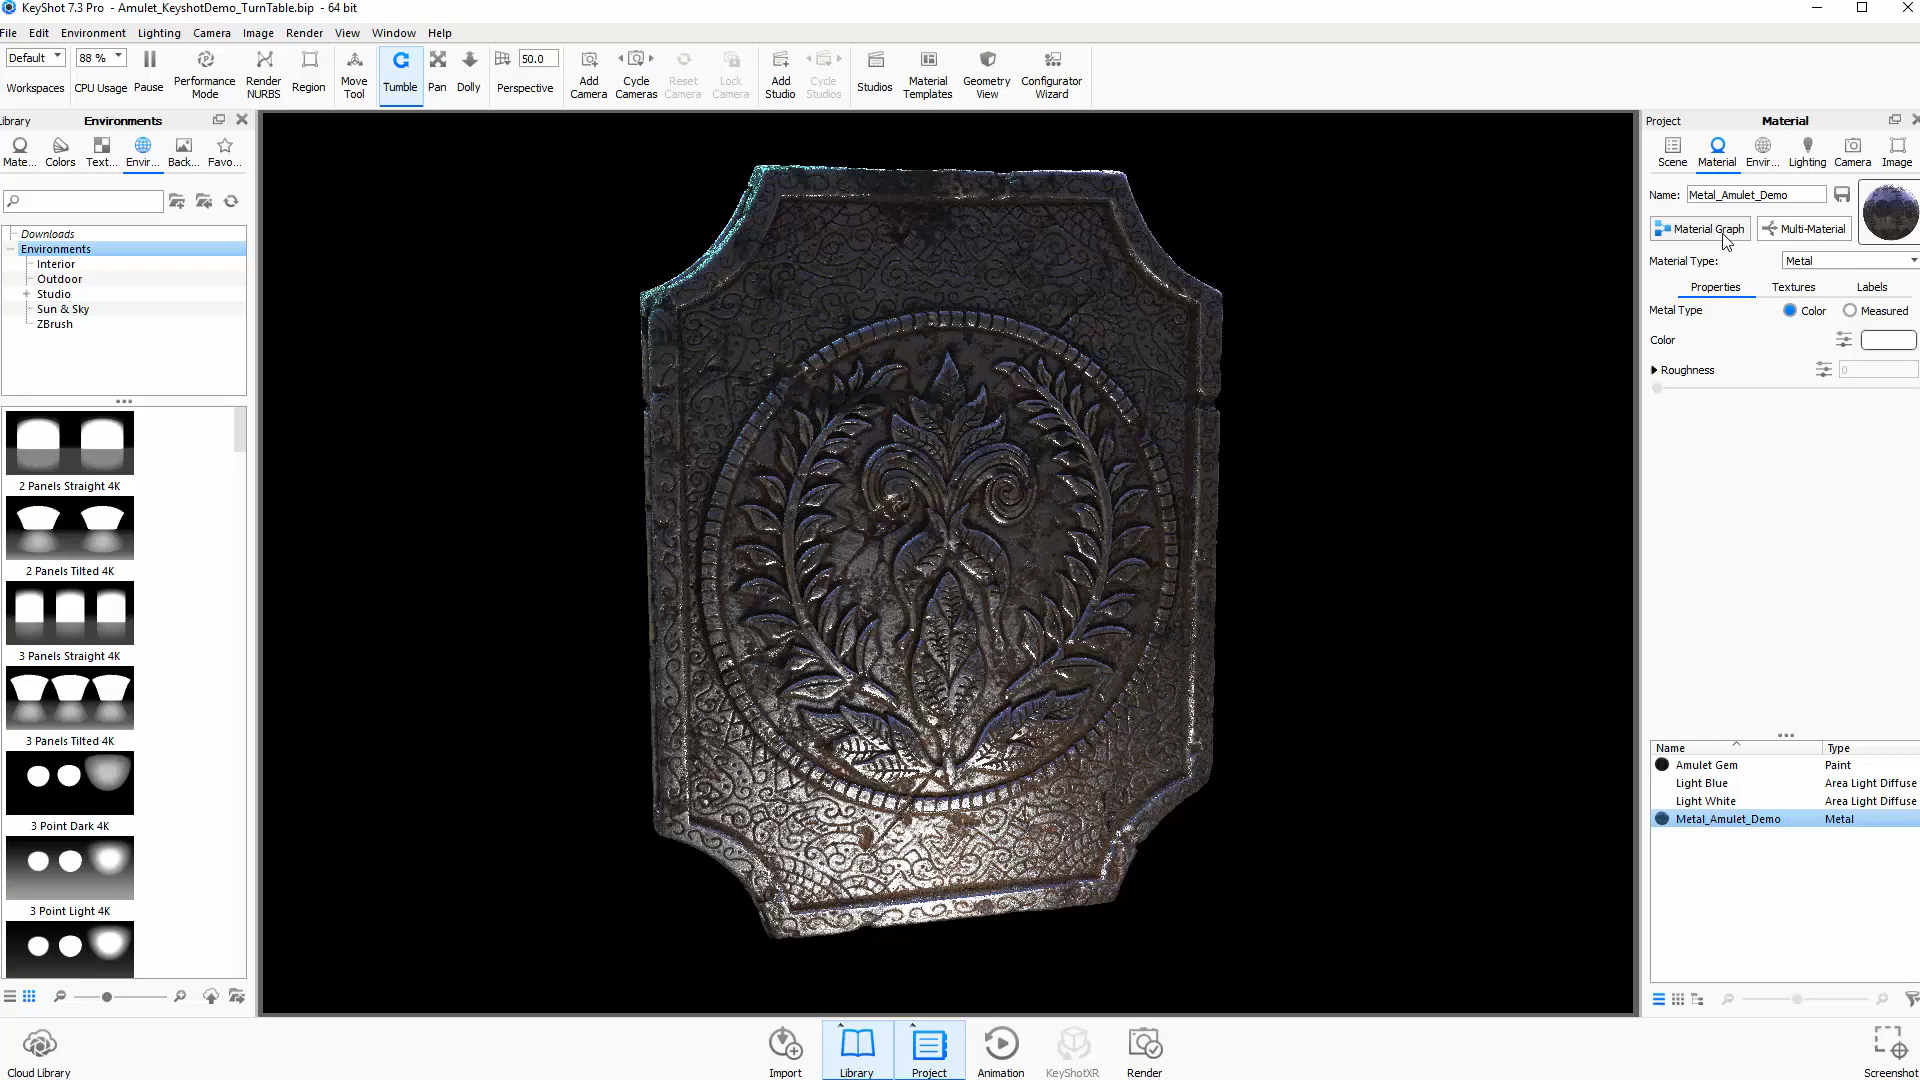 KeyShot 7.3 Pro - Amulet_KeyshotDemo_TurnTable.bip - 64 bit
File Edit Environment Lighting Camera Image Render View Window Help
Default 88 % 50.0
Workspaces CPU Usage Pause Performance Mode Render NURBS Region Move Tool Tumble Pan Dolly Perspective Add Camera Cycle Cameras Reset Camera Lock Camera Add Studio Cycle Studios Studios Material Templates Geometry View Configurator Wizard
Library Environments
Mate... Colors Text... Envir... Back... Favo...
Downloads
Environments
Interior
Outdoor
Studio
Sun & Sky
ZBrush
2 Panels Straight 4K
2 Panels Tilted 4K
3 Panels Straight 4K
3 Panels Tilted 4K
3 Point Dark 4K
3 Point Light 4K
Project Material
Scene Material Envir... Lighting Camera Image
Name: Metal_Amulet_Demo
Material Graph Multi-Material
Material Type: Metal
Properties Textures Labels
Metal Type Color Measured
Color
Roughness 0
Name Type
Amulet Gem Paint
Light Blue Area Light Diffuse
Light White Area Light Diffuse
Metal_Amulet_Demo Metal
Cloud Library Import Library Project Animation KeyShotXR Render Screenshot